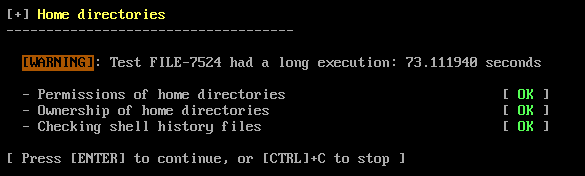 [+] Home directories
------------------------------------
[WARNING]: Test FILE-7524 had a long execution: 73.111940 seconds
- Permissions of home directories [ OK ]
- Ownership of home directories [ OK ]
- Checking shell history files [ OK ]
[ Press [ENTER] to continue, or [CTRL]+C to stop ]